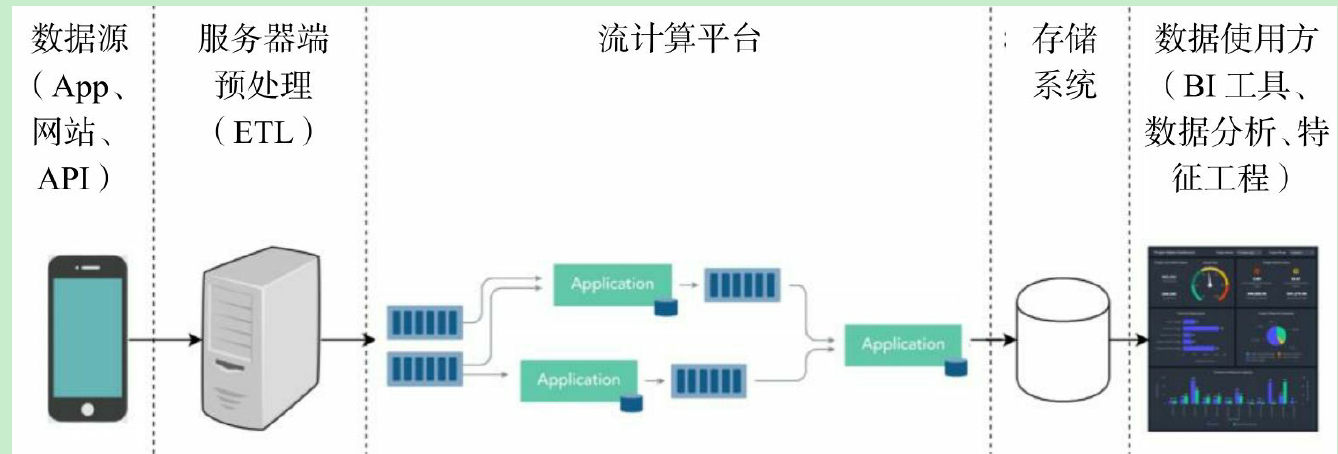 数据源
（App、
网站、
API）
服务器端
预处理
（ETL）
流计算平台
存储
系统
数据使用方
（BI 工具、
数据分析、特
征工程）
Application
Application
Application